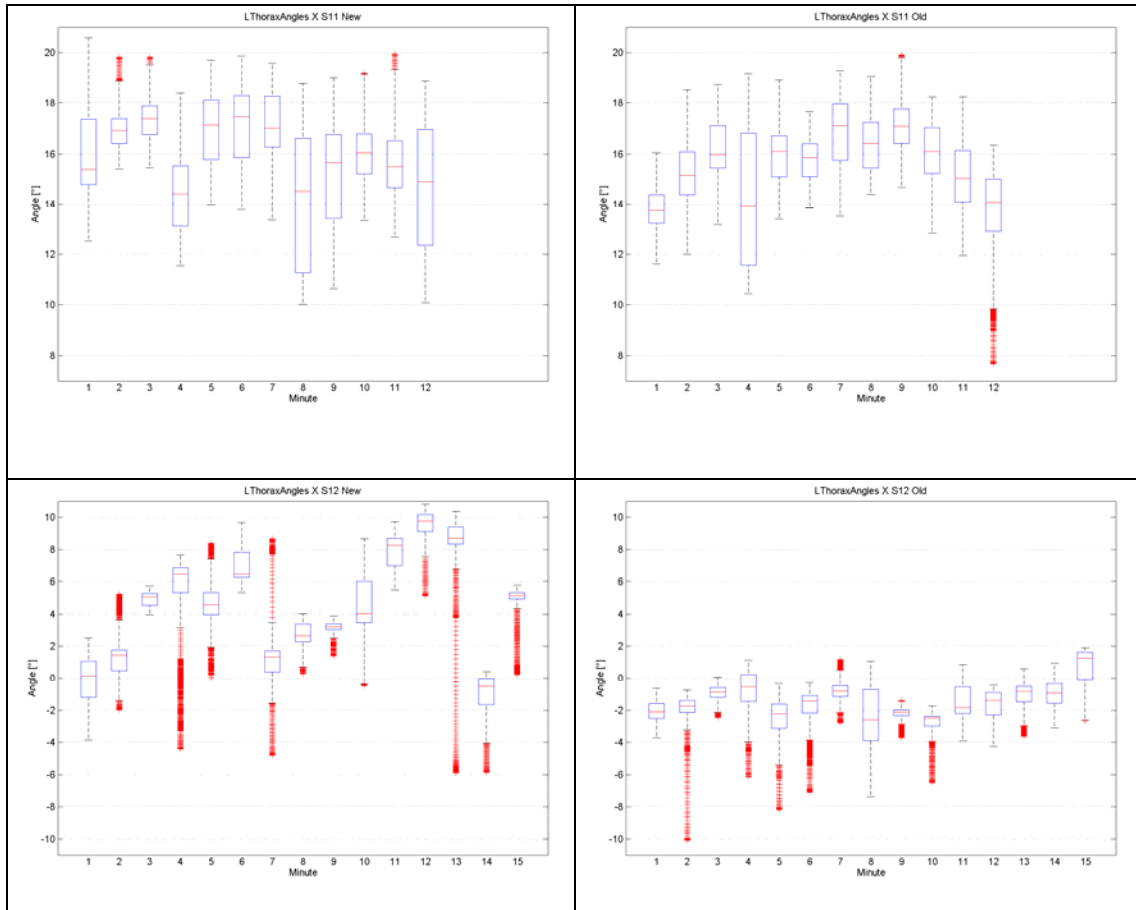 LThoraxAngles X S11 New
20
18
16
14
12
10
8
Angle [°]
1 2 3 4 5 6 7 8 9 10 11 12
Minute
LThoraxAngles X S11 Old
20
18
16
14
12
10
8
Angle [°]
1 2 3 4 5 6 7 8 9 10 11 12
Minute
LThoraxAngles X S12 New
10
8
6
4
2
0
-2
-4
-6
-8
-10
Angle [°]
1 2 3 4 5 6 7 8 9 10 11 12 13 14 15
Minute
LThoraxAngles X S12 Old
10
8
6
4
2
0
-2
-4
-6
-8
-10
Angle [°]
1 2 3 4 5 6 7 8 9 10 11 12 13 14 15
Minute